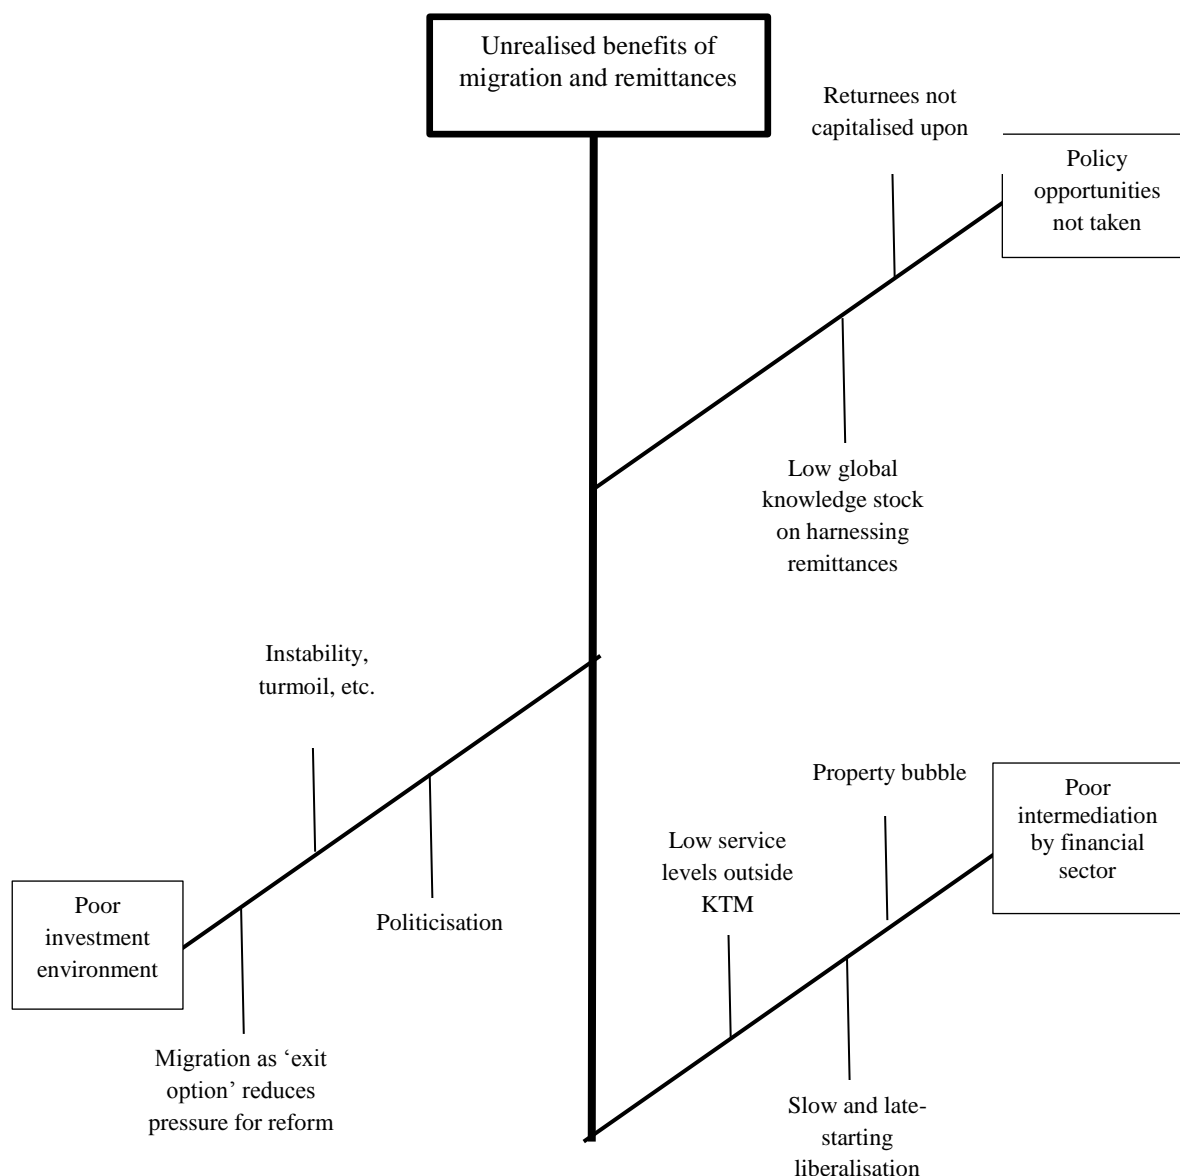 Unrealised benefits of
migration and remittances
Returnees not
capitalised upon
Policy
opportunities
not taken
Low global
knowledge stock
on harnessing
remittances
Instability,
turmoil, etc.
Politicisation
Poor
investment
environment
Migration as ‘exit
option’ reduces
pressure for reform
Property bubble
Poor
intermediation
by financial
sector
Low service
levels outside
KTM
Slow and late-
starting
liberalisation